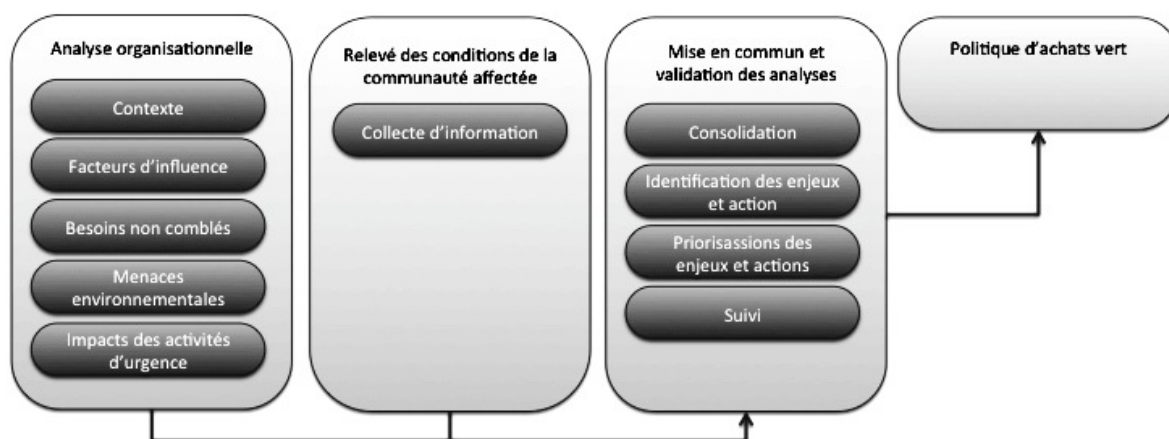 Analyse organisationnelle
Contexte
Facteurs d'influence
Besoins non comblés
Menaces
environnementales
Impacts des activités
d'urgence
Relevé des conditions de la
communauté affectée
Collecte d'information
Mise en commun et
validation des analyses
Consolidation
Identification des enjeux
et action
Priorisassions des
enjeux et actions
Suivi
Politique d'achats vert